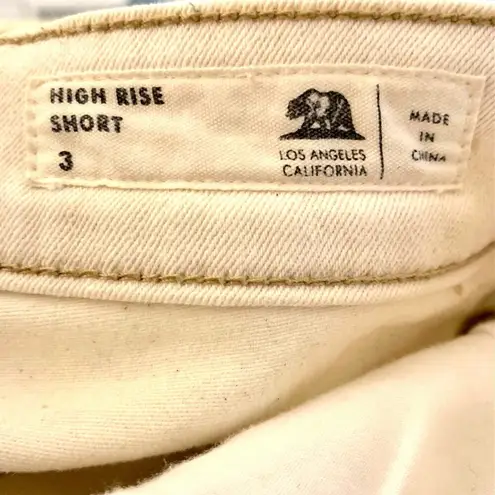 HIGH RISE
SHORT
3
LOS ANGELES
CALIFORNIA
MADE
IN
CHINA